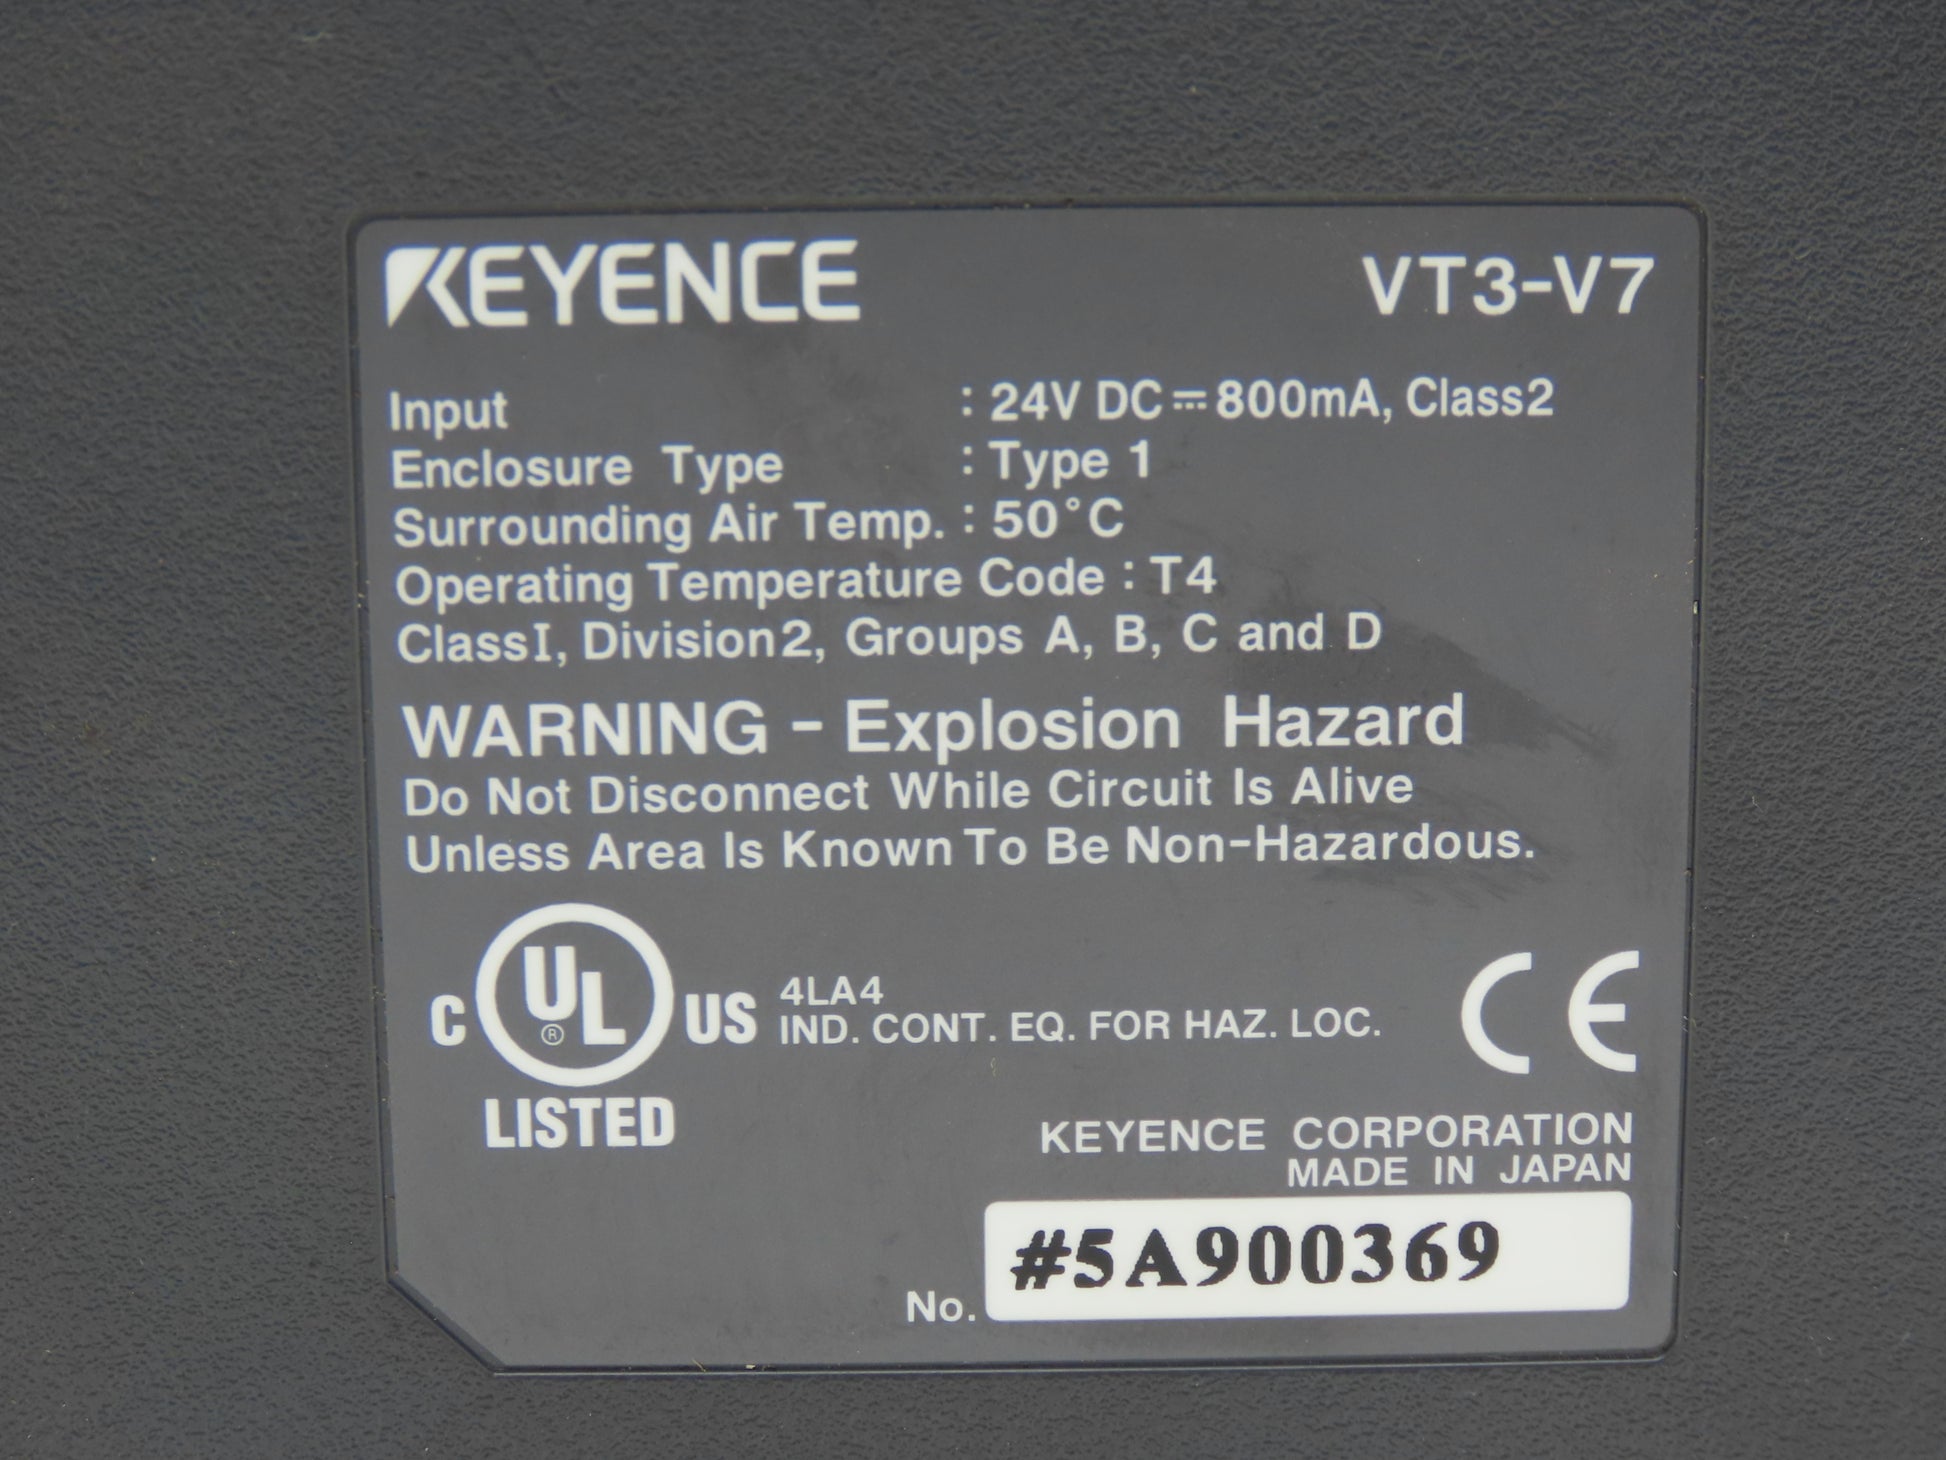 KEYENCE VT3-V7
Input : 24V DC⎓800mA, Class2
Enclosure Type : Type 1
Surrounding Air Temp. : 50°C
Operating Temperature Code : T4
ClassI, Division2, Groups A, B, C and D
WARNING - Explosion Hazard
Do Not Disconnect While Circuit Is Alive
Unless Area Is Known To Be Non-Hazardous.
C UL ® US
LISTED
4LA4
IND. CONT. EQ. FOR HAZ. LOC.
CE
KEYENCE CORPORATION
MADE IN JAPAN
No. #5A900369